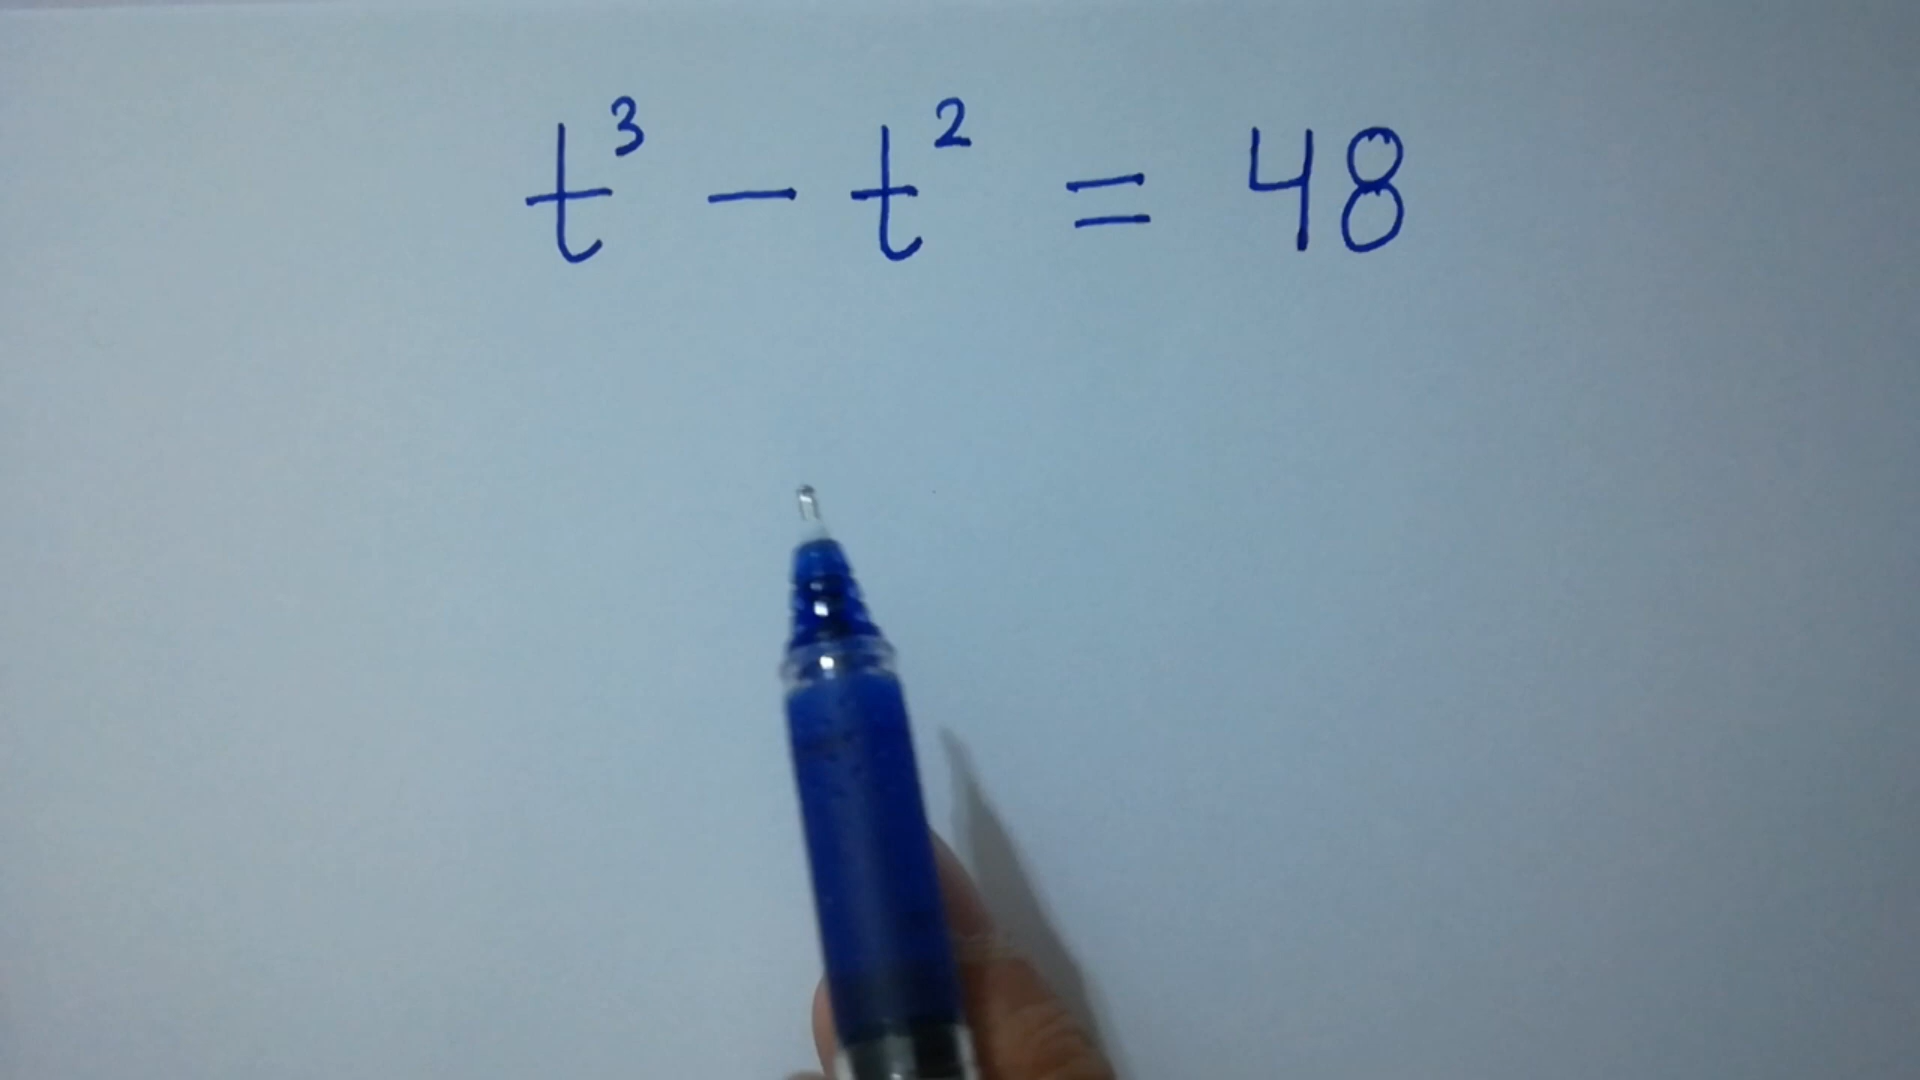 t³ − t² = 48